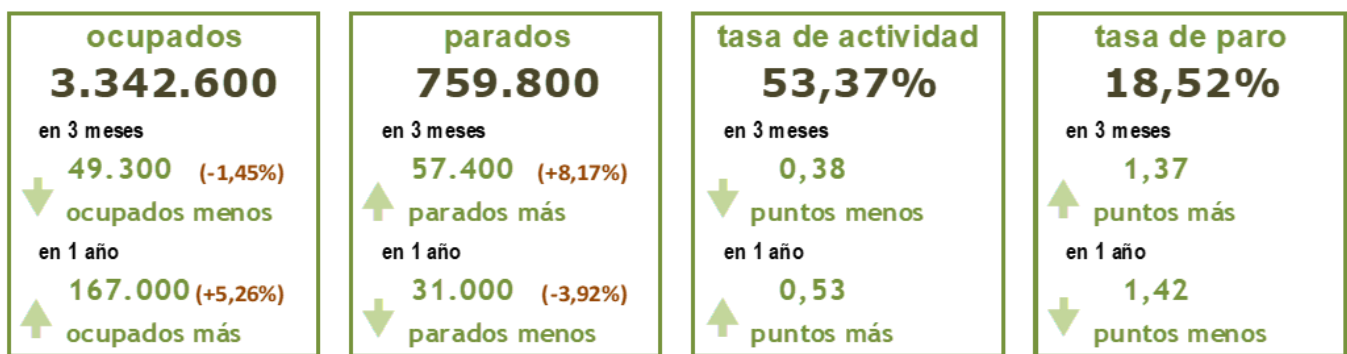 ocupados
3.342.600
en 3 meses
49.300 (-1,45%)
ocupados menos
en 1 año
167.000 (+5,26%)
ocupados más
parados
759.800
en 3 meses
57.400 (+8,17%)
parados más
en 1 año
31.000 (-3,92%)
parados menos
tasa de actividad
53,37%
en 3 meses
0,38
puntos menos
en 1 año
0,53
puntos más
tasa de paro
18,52%
en 3 meses
1,37
puntos más
en 1 año
1,42
puntos menos